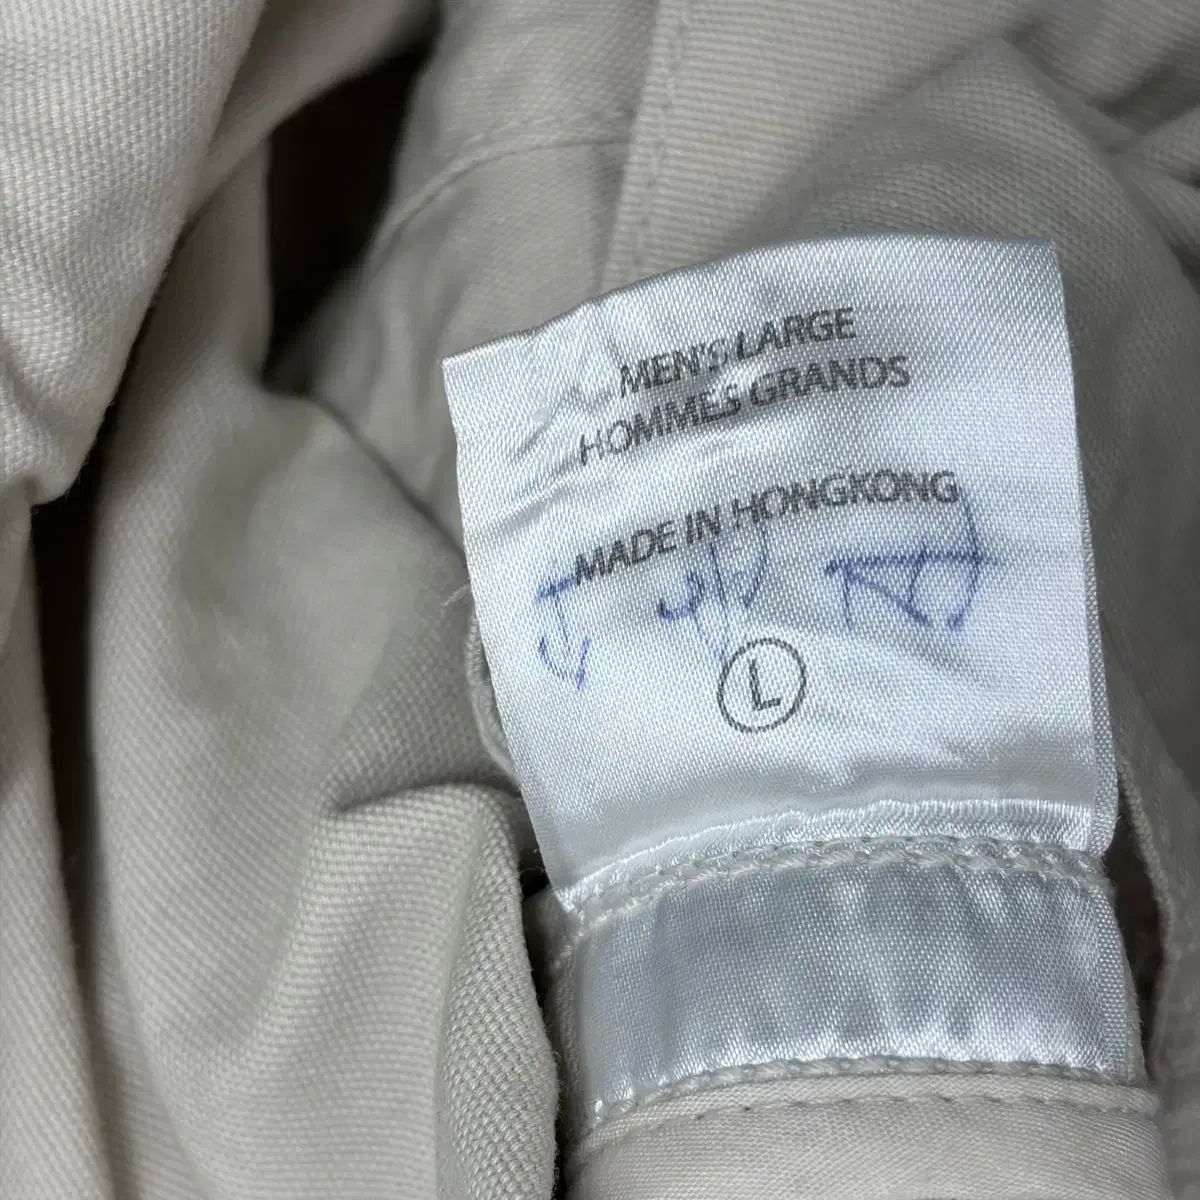 MEN'S LARGE
HOMMES GRANDS
MADE IN HONGKONG
L